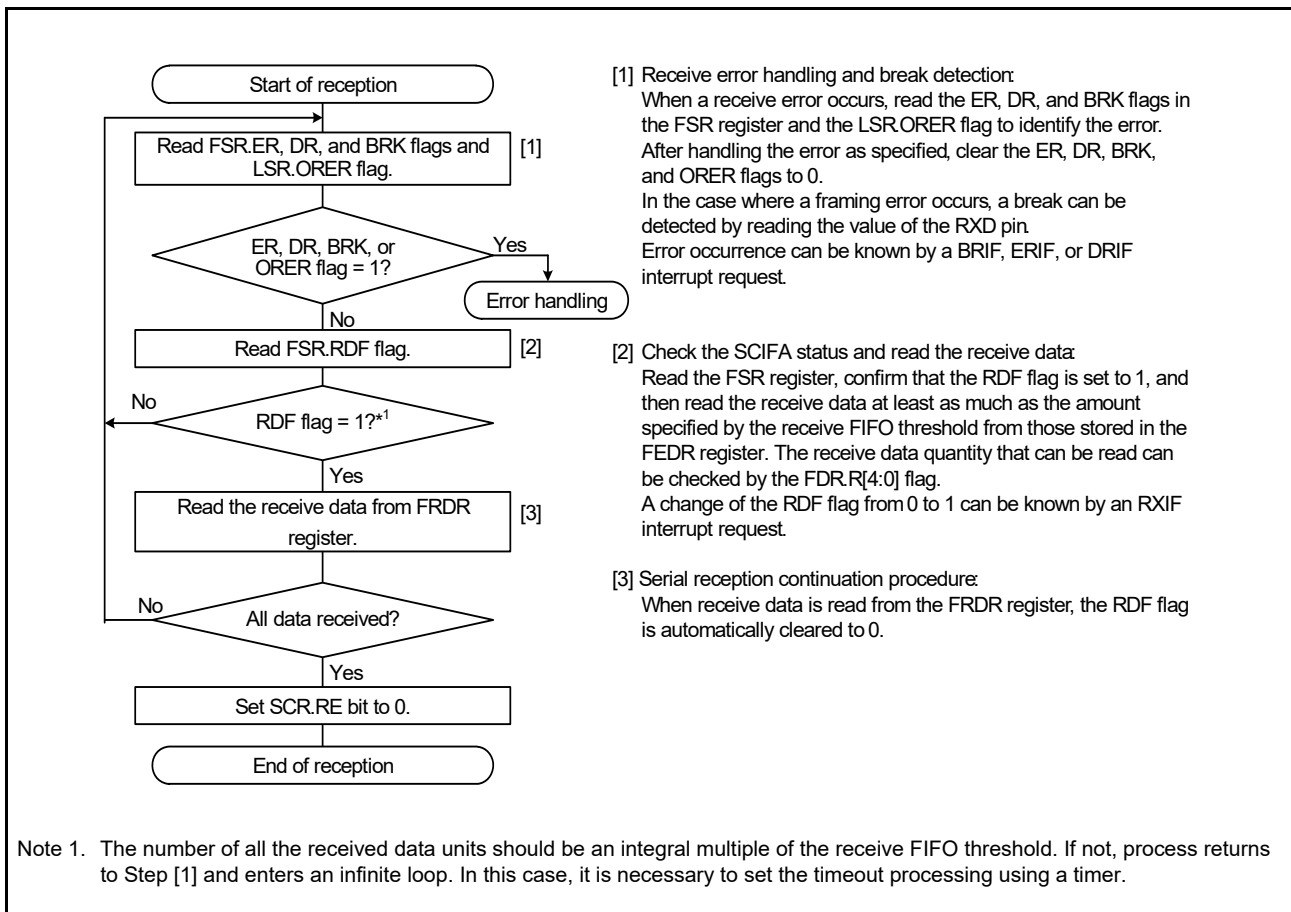 Start of reception
Read FSR.ER, DR, and BRK flags and
LSR.ORER flag.
[1]
ER, DR, BRK, or
ORER flag = 1?
Yes
Error handling
No
Read FSR.RDF flag.
[2]
No
RDF flag = 1?*1
Yes
Read the receive data from FRDR
register.
[3]
No
All data received?
Yes
Set SCR.RE bit to 0.
End of reception
[1] Receive error handling and break detection:
When a receive error occurs, read the ER, DR, and BRK flags in
the FSR register and the LSR.ORER flag to identify the error.
After handling the error as specified, clear the ER, DR, BRK,
and ORER flags to 0.
In the case where a framing error occurs, a break can be
detected by reading the value of the RXD pin.
Error occurrence can be known by a BRIF, ERIF, or DRIF
interrupt request.
[2] Check the SCIFA status and read the receive data:
Read the FSR register, confirm that the RDF flag is set to 1, and
then read the receive data at least as much as the amount
specified by the receive FIFO threshold from those stored in the
FEDR register. The receive data quantity that can be read can
be checked by the FDR.R[4:0] flag.
A change of the RDF flag from 0 to 1 can be known by an RXIF
interrupt request.
[3] Serial reception continuation procedure:
When receive data is read from the FRDR register, the RDF flag
is automatically cleared to 0.
Note 1. The number of all the received data units should be an integral multiple of the receive FIFO threshold. If not, process returns
to Step [1] and enters an infinite loop. In this case, it is necessary to set the timeout processing using a timer.